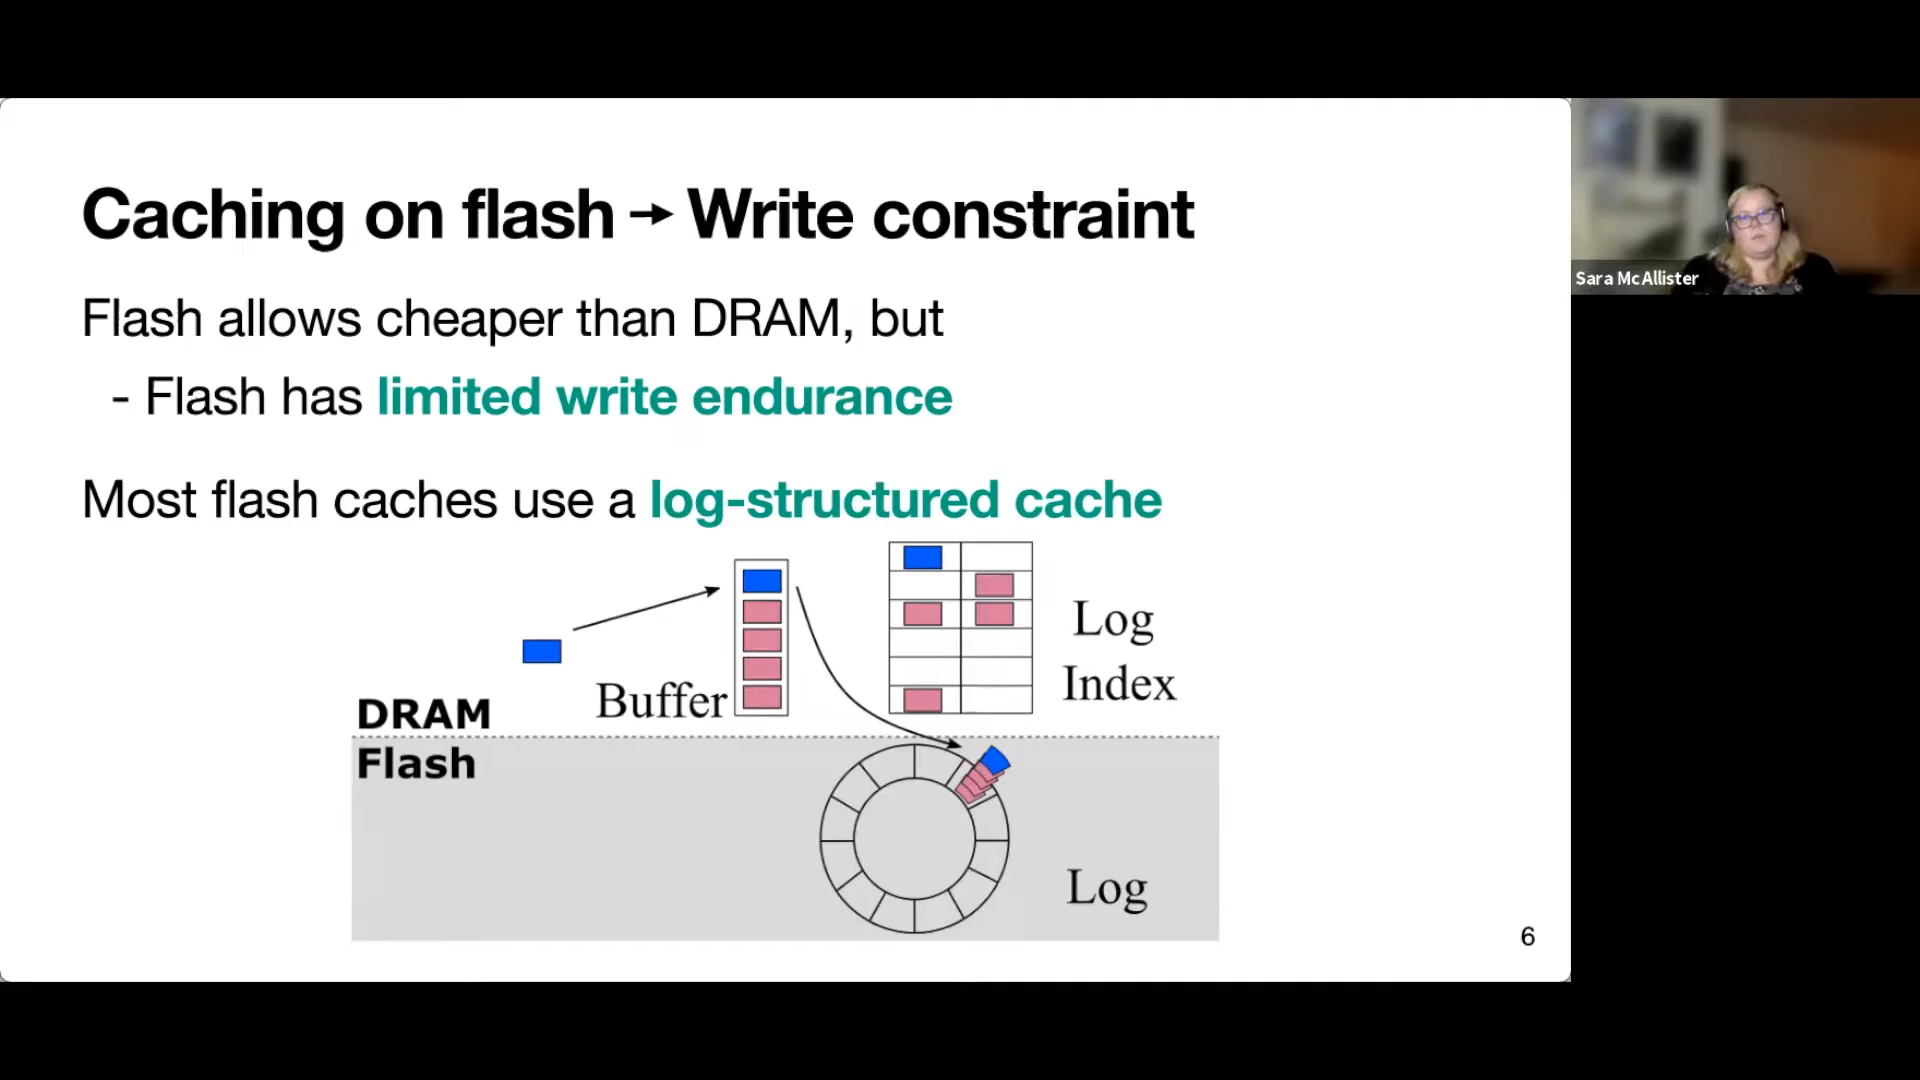 Caching on flash → Write constraint
Flash allows cheaper than DRAM, but
- Flash has limited write endurance
Most flash caches use a log-structured cache
Buffer
Log
Index
DRAM
Flash
Log
6
Sara McAllister